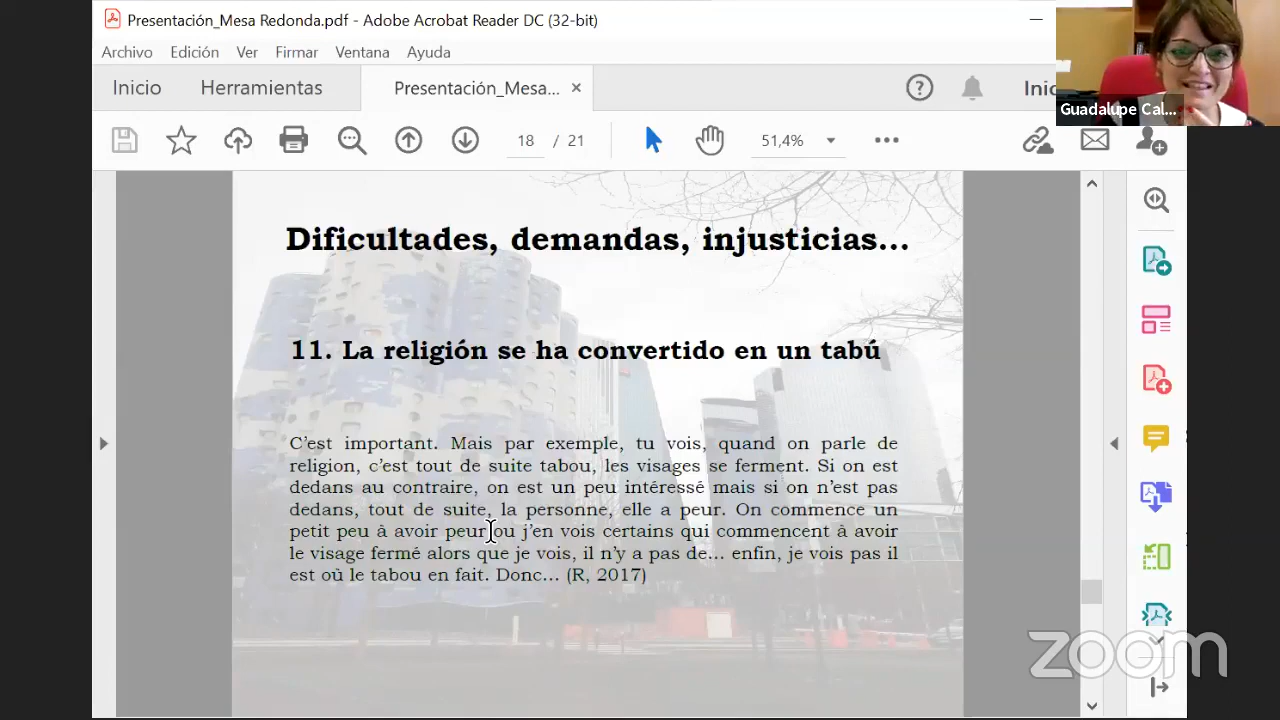 Presentación_Mesa Redonda.pdf - Adobe Acrobat Reader DC (32-bit)
Archivo Edición Ver Firmar Ventana Ayuda
Inicio Herramientas Presentación_Mesa... × Inic
Guadalupe Cal...
18 / 21 51,4%
Dificultades, demandas, injusticias...
11. La religión se ha convertido en un tabú
C'est important. Mais par exemple, tu vois, quand on parle de
religion, c'est tout de suite tabou, les visages se ferment. Si on est
dedans au contraire, on est un peu intêressé mais si on n'est pas
dedans, tout de suite, la personne, elle a peur. On commence un
petit peu à avoir peur ou j'en vois certains qui commencent à avoir
le visage fermé alors que je vois, il n'y a pas de... enfin, je vois pas il
est où le tabou en fait. Donc... (R, 2017)
zoom